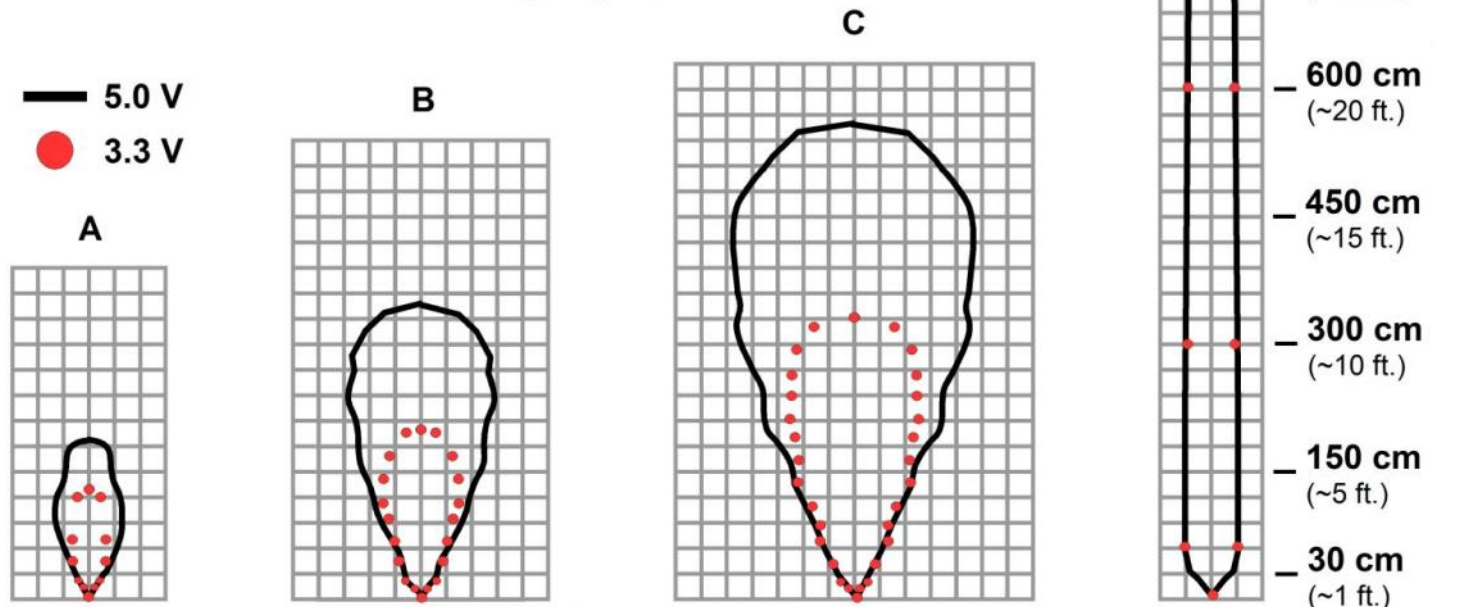 5.0 V
3.3 V
A
B
C
600 cm
(~20 ft.)
450 cm
(~15 ft.)
300 cm
(~10 ft.)
150 cm
(~5 ft.)
30 cm
(~1 ft.)